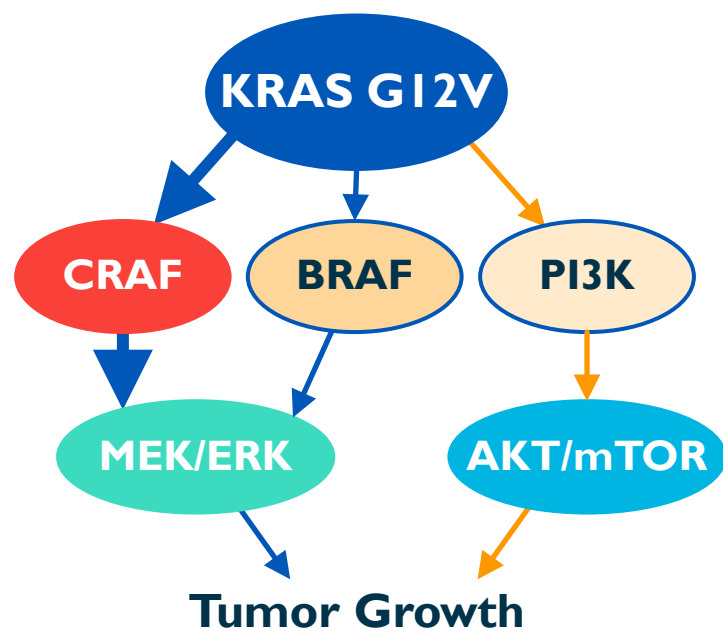 KRAS G12V
CRAF
BRAF
PI3K
MEK/ERK
AKT/mTOR
Tumor Growth